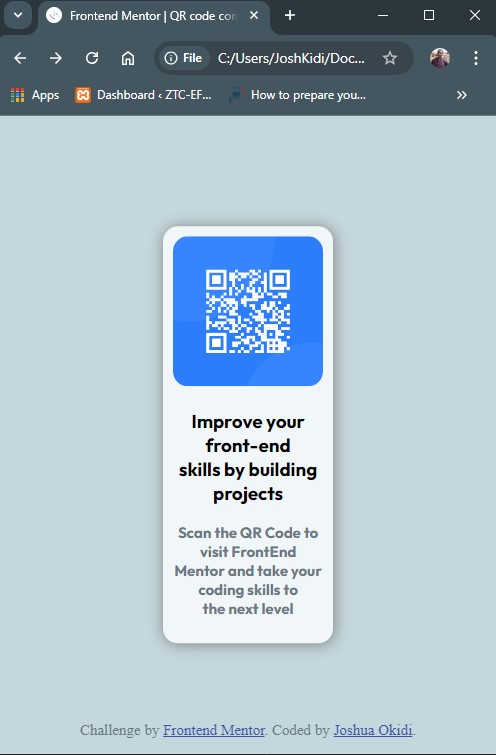 Frontend Mentor | QR code con
File C:/Users/JoshKidi/Doc...
Apps Dashboard ‹ ZTC-EF... How to prepare you...
Improve your
front-end
skills by building
projects
Scan the QR Code to
visit FrontEnd
Mentor and take your
coding skills to
the next level
Challenge by Frontend Mentor. Coded by Joshua Okidi.